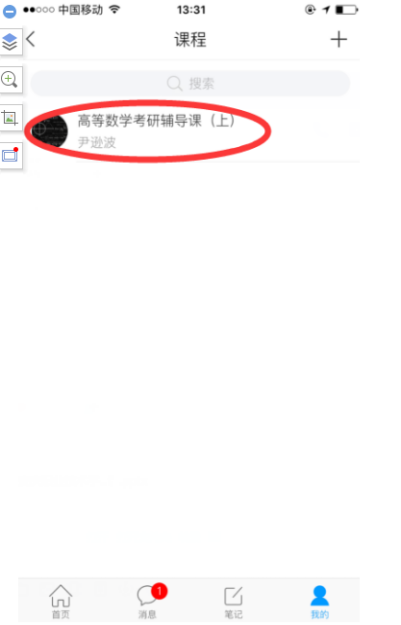 中国移动 13:31
课程
搜索
高等数学考研辅导课（上）
尹逊波
1
首页 消息 笔记 我的